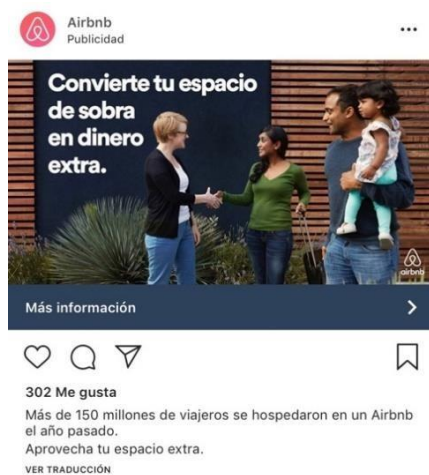 Airbnb
Publicidad
Convierte tu espacio
de sobra
en dinero
extra.
airbnb
Más información
302 Me gusta
Más de 150 millones de viajeros se hospedaron en un Airbnb
el año pasado.
Aprovecha tu espacio extra.
VER TRADUCCIÓN